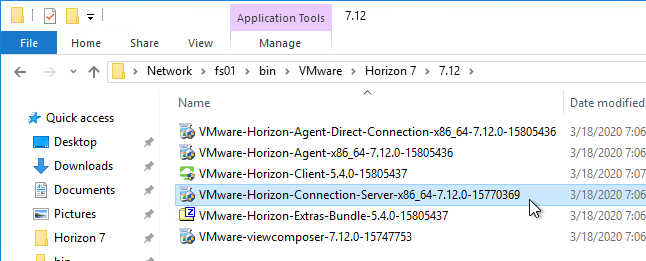 Application Tools 7.12
File Home Share View Manage
Network fs01 bin VMware Horizon 7 7.12
Name Date modified
Quick access
Desktop
Downloads
Documents
Pictures
Horizon 7
bin
VMware-Horizon-Agent-Direct-Connection-x86_64-7.12.0-15805436 3/18/2020 7:06
VMware-Horizon-Agent-x86_64-7.12.0-15805436 3/18/2020 7:06
VMware-Horizon-Client-5.4.0-15805437 3/18/2020 7:07
VMware-Horizon-Connection-Server-x86_64-7.12.0-15770369 3/18/2020 7:06
VMware-Horizon-Extras-Bundle-5.4.0-15805437 3/18/2020 7:06
VMware-viewcomposer-7.12.0-15747753 3/18/2020 7:06